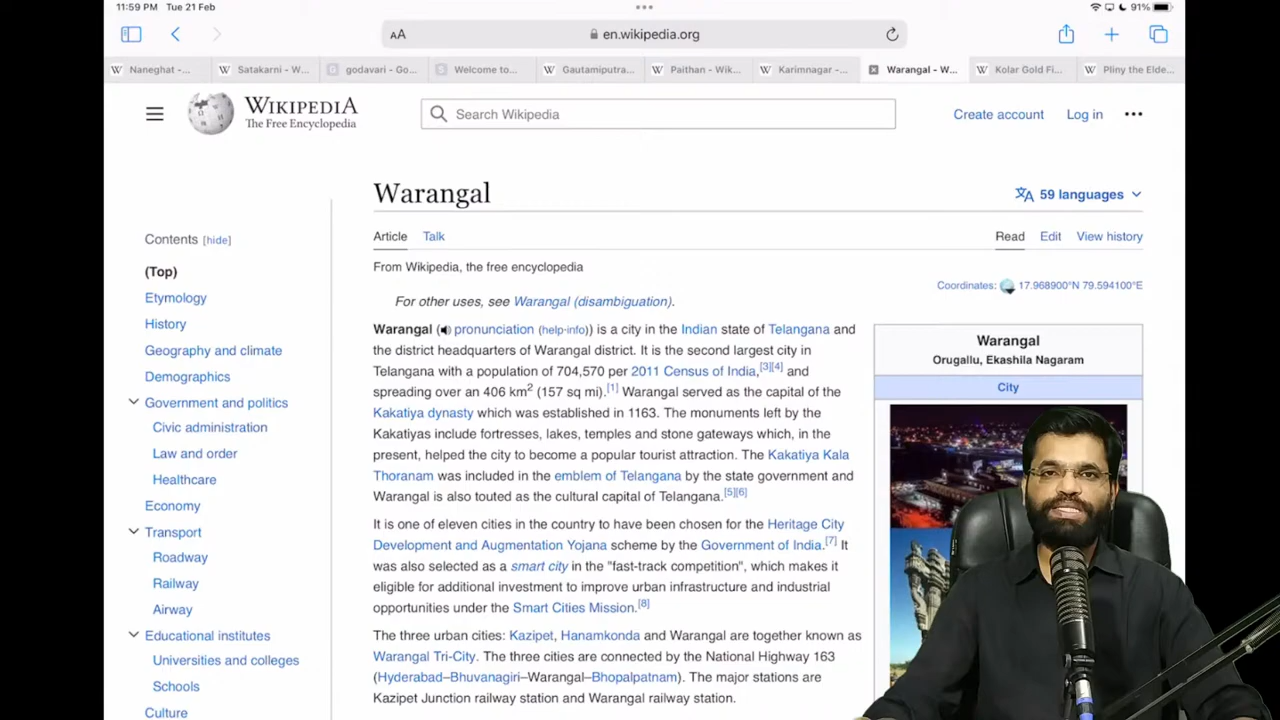 11:59 PM Tue 21 Feb
91%
AA en.wikipedia.org
Naneghat -... Satakarni - W... godavari - Go... Welcome to... Gautamiputra... Paithan - Wik... Karimnagar -... Warangal - W... Kolar Gold Fi... Pliny the Elde...
WIKIPEDIA
The Free Encyclopedia
Search Wikipedia
Create account Log in
Warangal
59 languages
Contents [hide]
(Top)
Etymology
History
Geography and climate
Demographics
Government and politics
Civic administration
Law and order
Healthcare
Economy
Transport
Roadway
Railway
Airway
Educational institutes
Universities and colleges
Schools
Culture
Article Talk
Read Edit View history
From Wikipedia, the free encyclopedia
Coordinates: 17.968900°N 79.594100°E
For other uses, see Warangal (disambiguation).
Warangal ( pronunciation (help·info)) is a city in the Indian state of Telangana and
the district headquarters of Warangal district. It is the second largest city in
Telangana with a population of 704,570 per 2011 Census of India,[3][4] and
spreading over an 406 km2 (157 sq mi).[1] Warangal served as the capital of the
Kakatiya dynasty which was established in 1163. The monuments left by the
Kakatiyas include fortresses, lakes, temples and stone gateways which, in the
present, helped the city to become a popular tourist attraction. The Kakatiya Kala
Thoranam was included in the emblem of Telangana by the state government and
Warangal is also touted as the cultural capital of Telangana.[5][6]
It is one of eleven cities in the country to have been chosen for the Heritage City
Development and Augmentation Yojana scheme by the Government of India.[7] It
was also selected as a smart city in the "fast-track competition", which makes it
eligible for additional investment to improve urban infrastructure and industrial
opportunities under the Smart Cities Mission.[8]
The three urban cities: Kazipet, Hanamkonda and Warangal are together known as
Warangal Tri-City. The three cities are connected by the National Highway 163
(Hyderabad–Bhuvanagiri–Warangal–Bhopalpatnam). The major stations are
Kazipet Junction railway station and Warangal railway station.
Warangal
Orugallu, Ekashila Nagaram
City